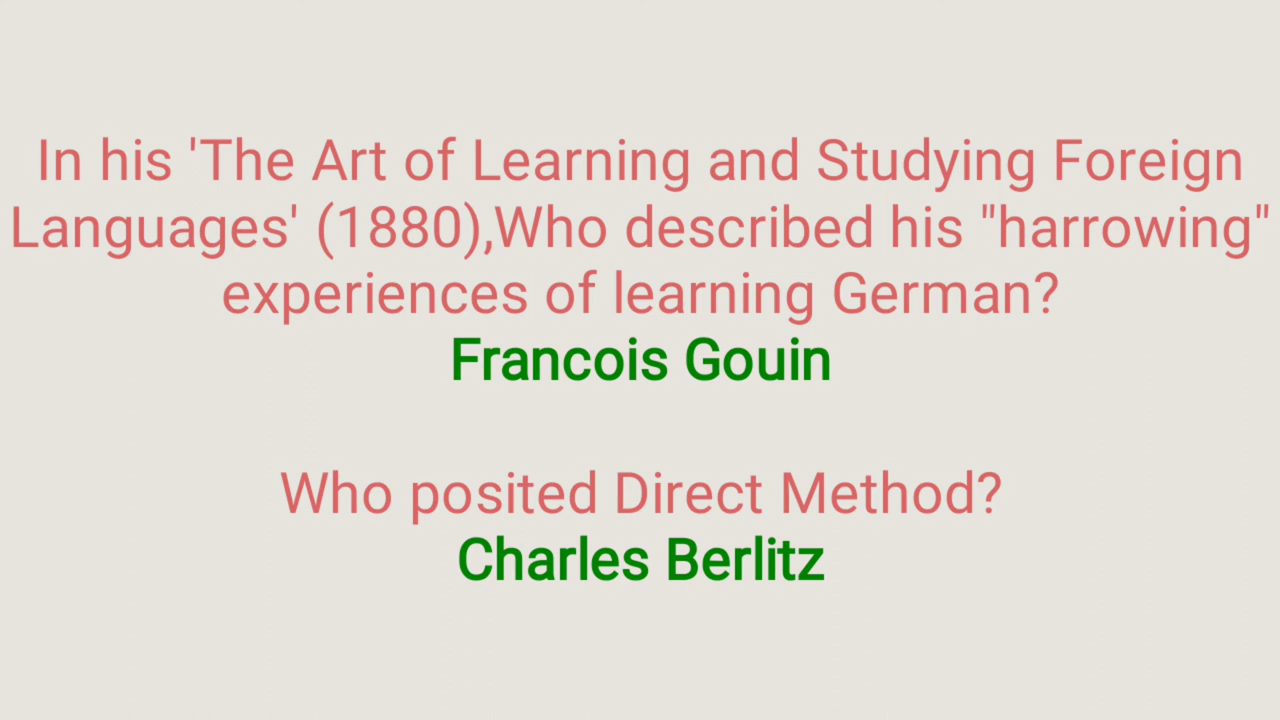 In his 'The Art of Learning and Studying Foreign
Languages' (1880),Who described his "harrowing"
experiences of learning German?
Francois Gouin
Who posited Direct Method?
Charles Berlitz